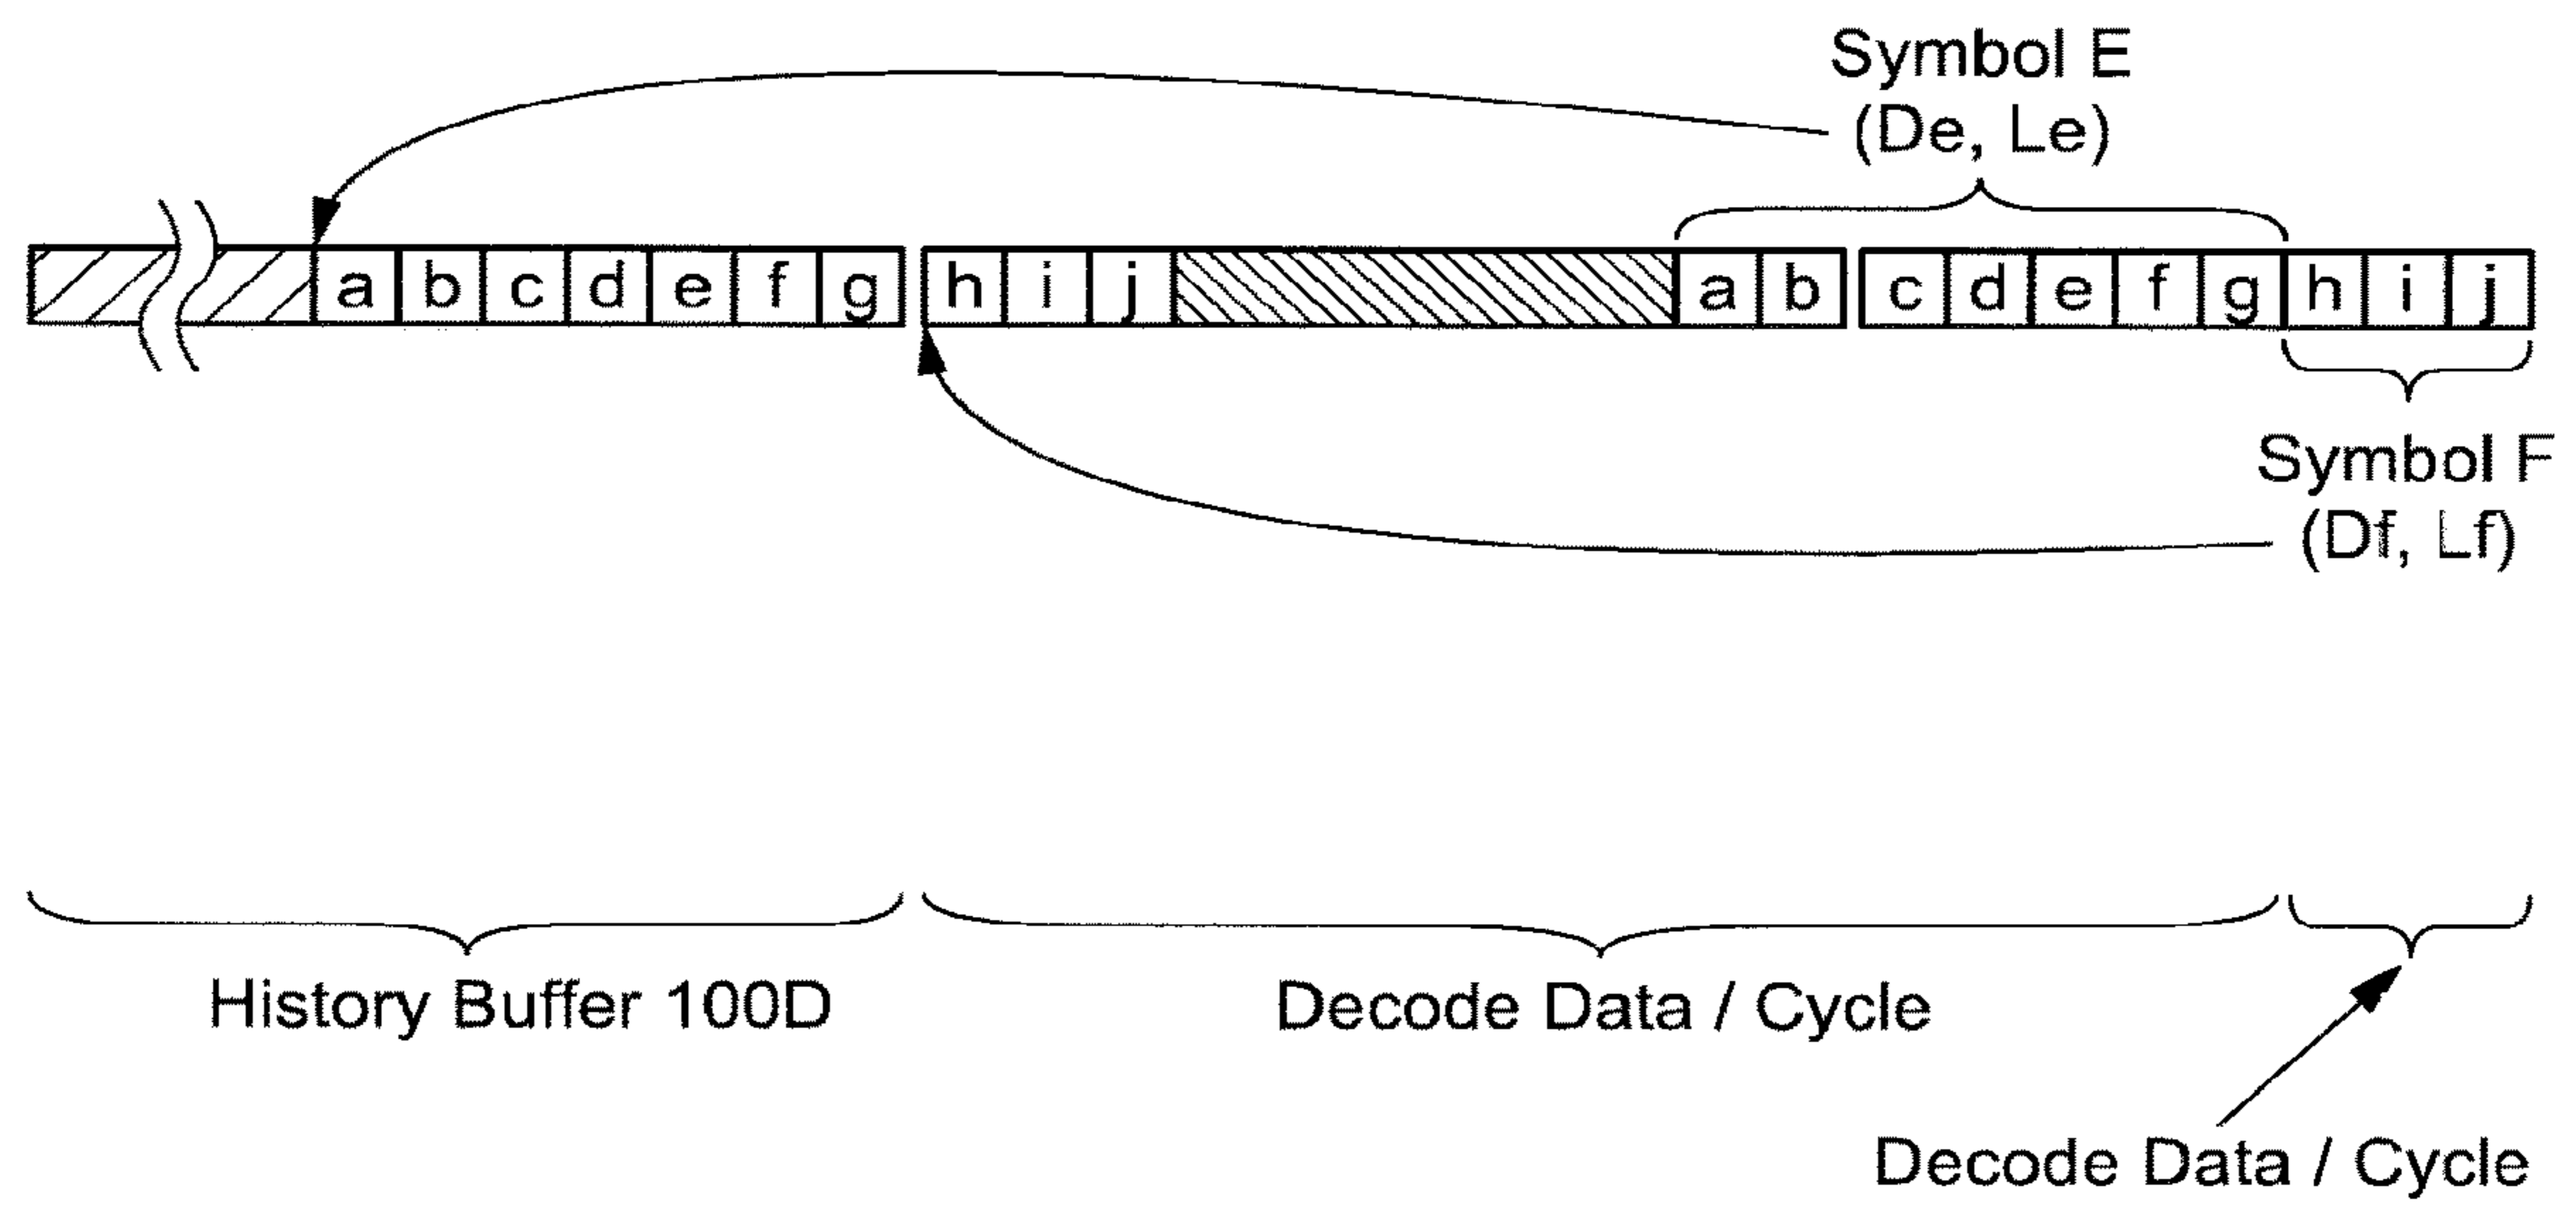 Symbol E
(De, Le)
a b c d e f g h i j a b c d e f g h i j
Symbol F
(Df, Lf)
History Buffer 100D
Decode Data / Cycle
Decode Data / Cycle